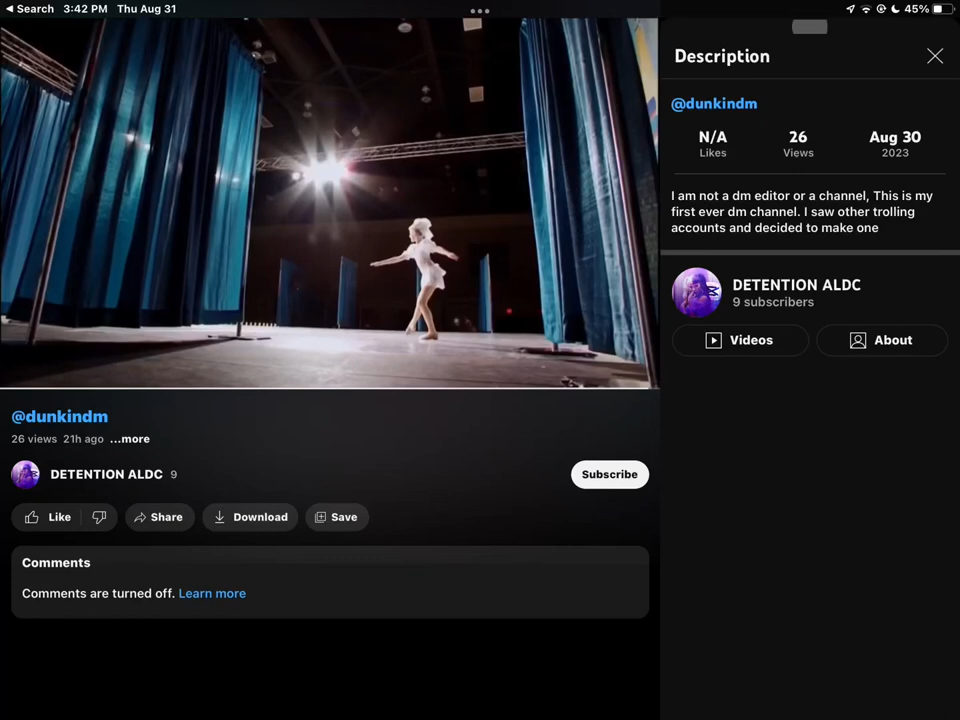 Search 3:42 PM Thu Aug 31
45%
@dunkindm
26 views 21h ago ...more
DETENTION ALDC 9
Subscribe
Like
Share
Download
Save
Comments
Comments are turned off. Learn more
Description
@dunkindm
N/A 26 Aug 30
Likes Views 2023
I am not a dm editor or a channel, This is my
first ever dm channel. I saw other trolling
accounts and decided to make one
DETENTION ALDC
9 subscribers
Videos
About